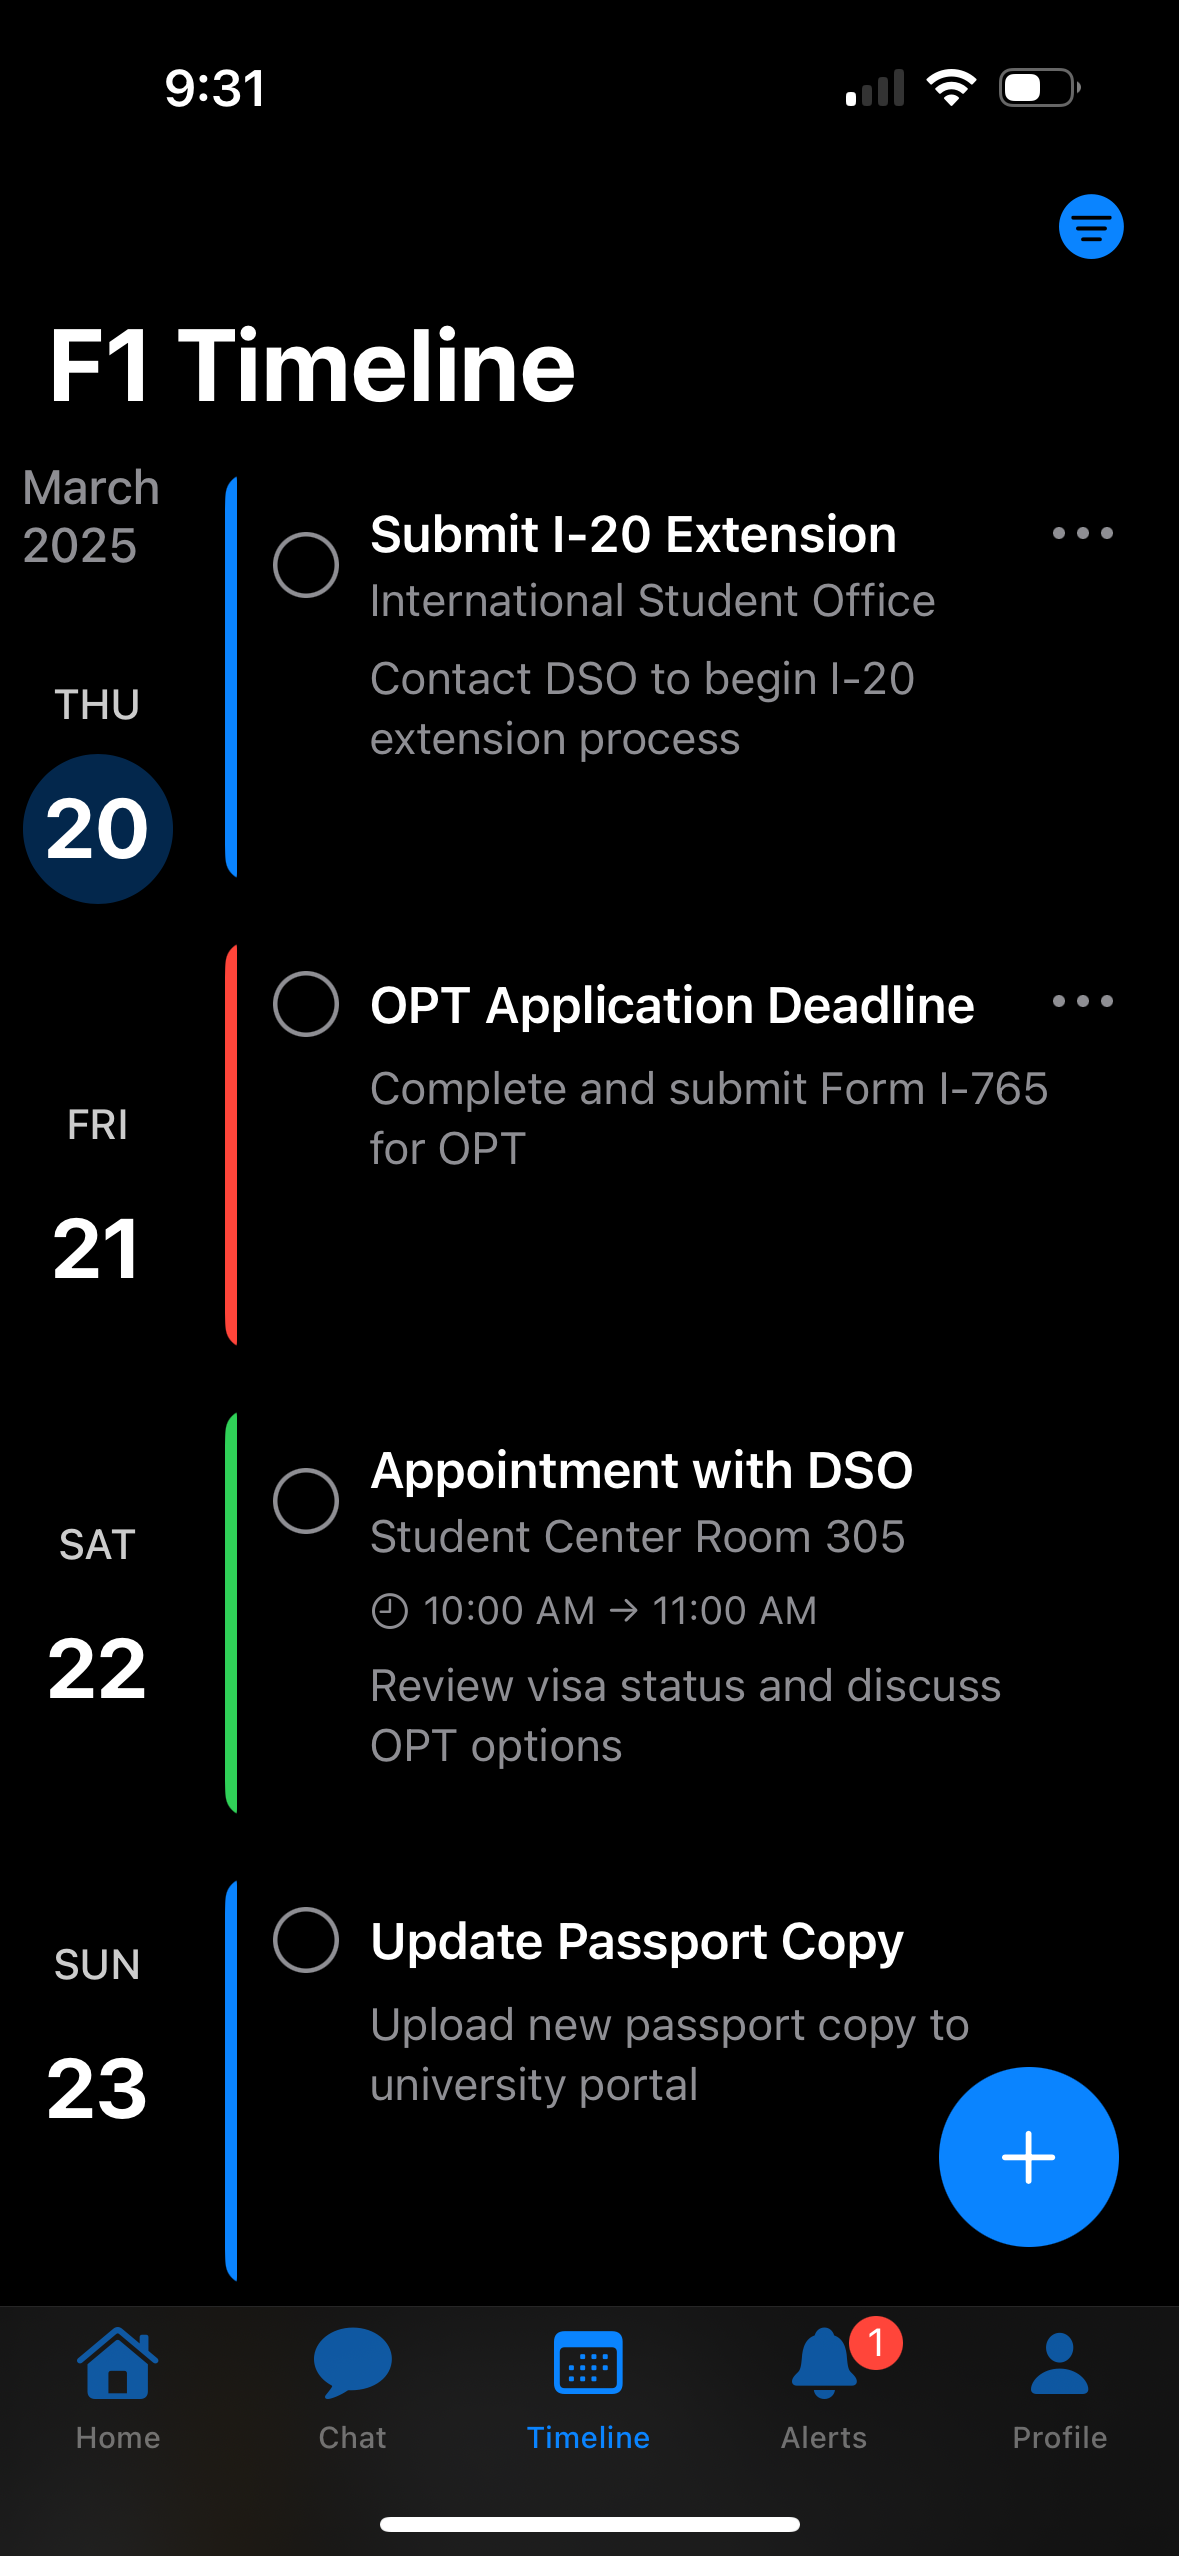 9:31
F1 Timeline
March
2025
Submit I-20 Extension
International Student Office
Contact DSO to begin I-20
extension process
THU
20
OPT Application Deadline
Complete and submit Form I-765
for OPT
FRI
21
Appointment with DSO
Student Center Room 305
10:00 AM → 11:00 AM
Review visa status and discuss
OPT options
SAT
22
Update Passport Copy
Upload new passport copy to
university portal
SUN
23
1
Home
Chat
Timeline
Alerts
Profile